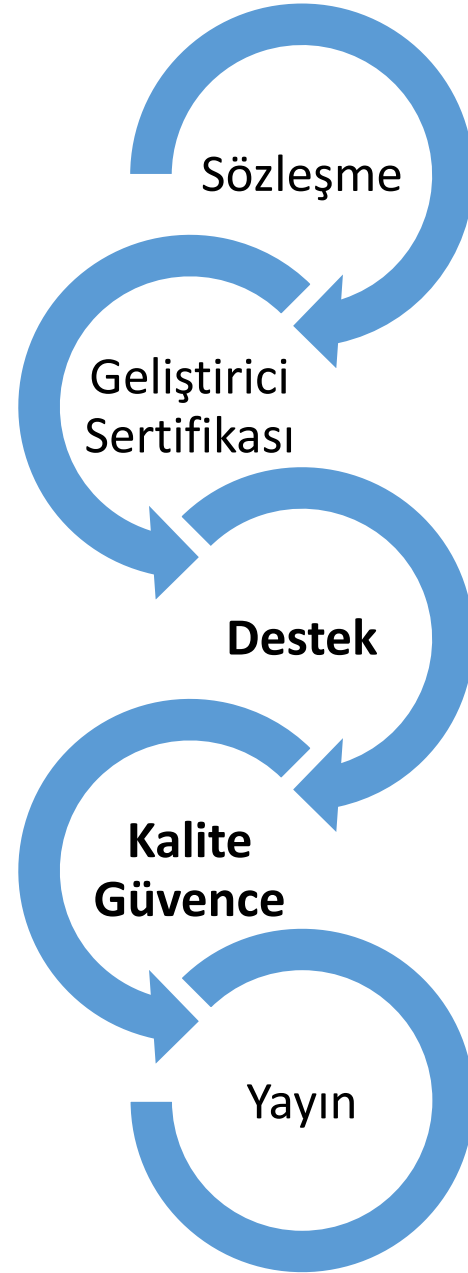 Sözleşme
Geliştirici
Sertifikası
Destek
Kalite
Güvence
Yayın